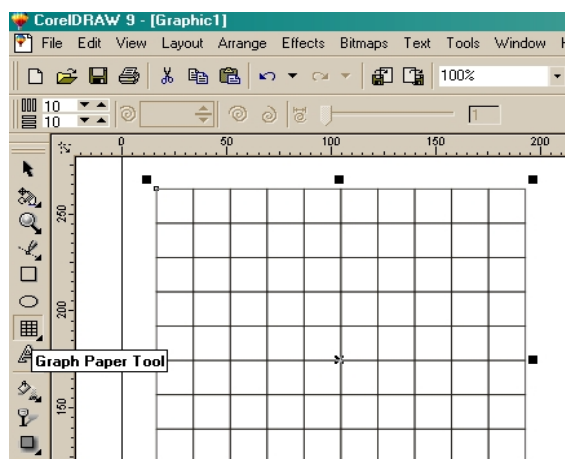 CorelDRAW 9 - [Graphic1]
File Edit View Layout Arrange Effects Bitmaps Text Tools Window
100%
10
10
1
0 50 100 150 200
250
200
Graph Paper Tool
150